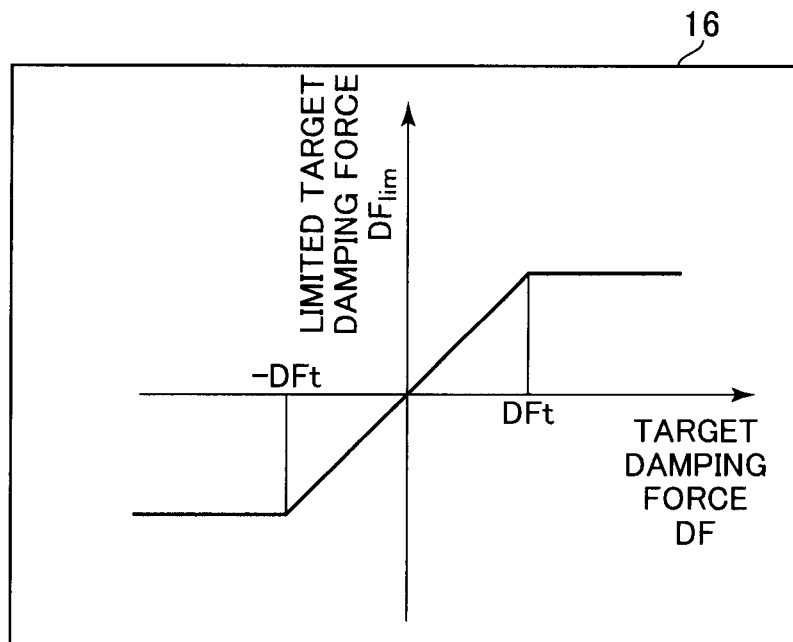 16
LIMITED TARGET
DAMPING FORCE
DFlim
-DFt
DFt
TARGET
DAMPING
FORCE
DF